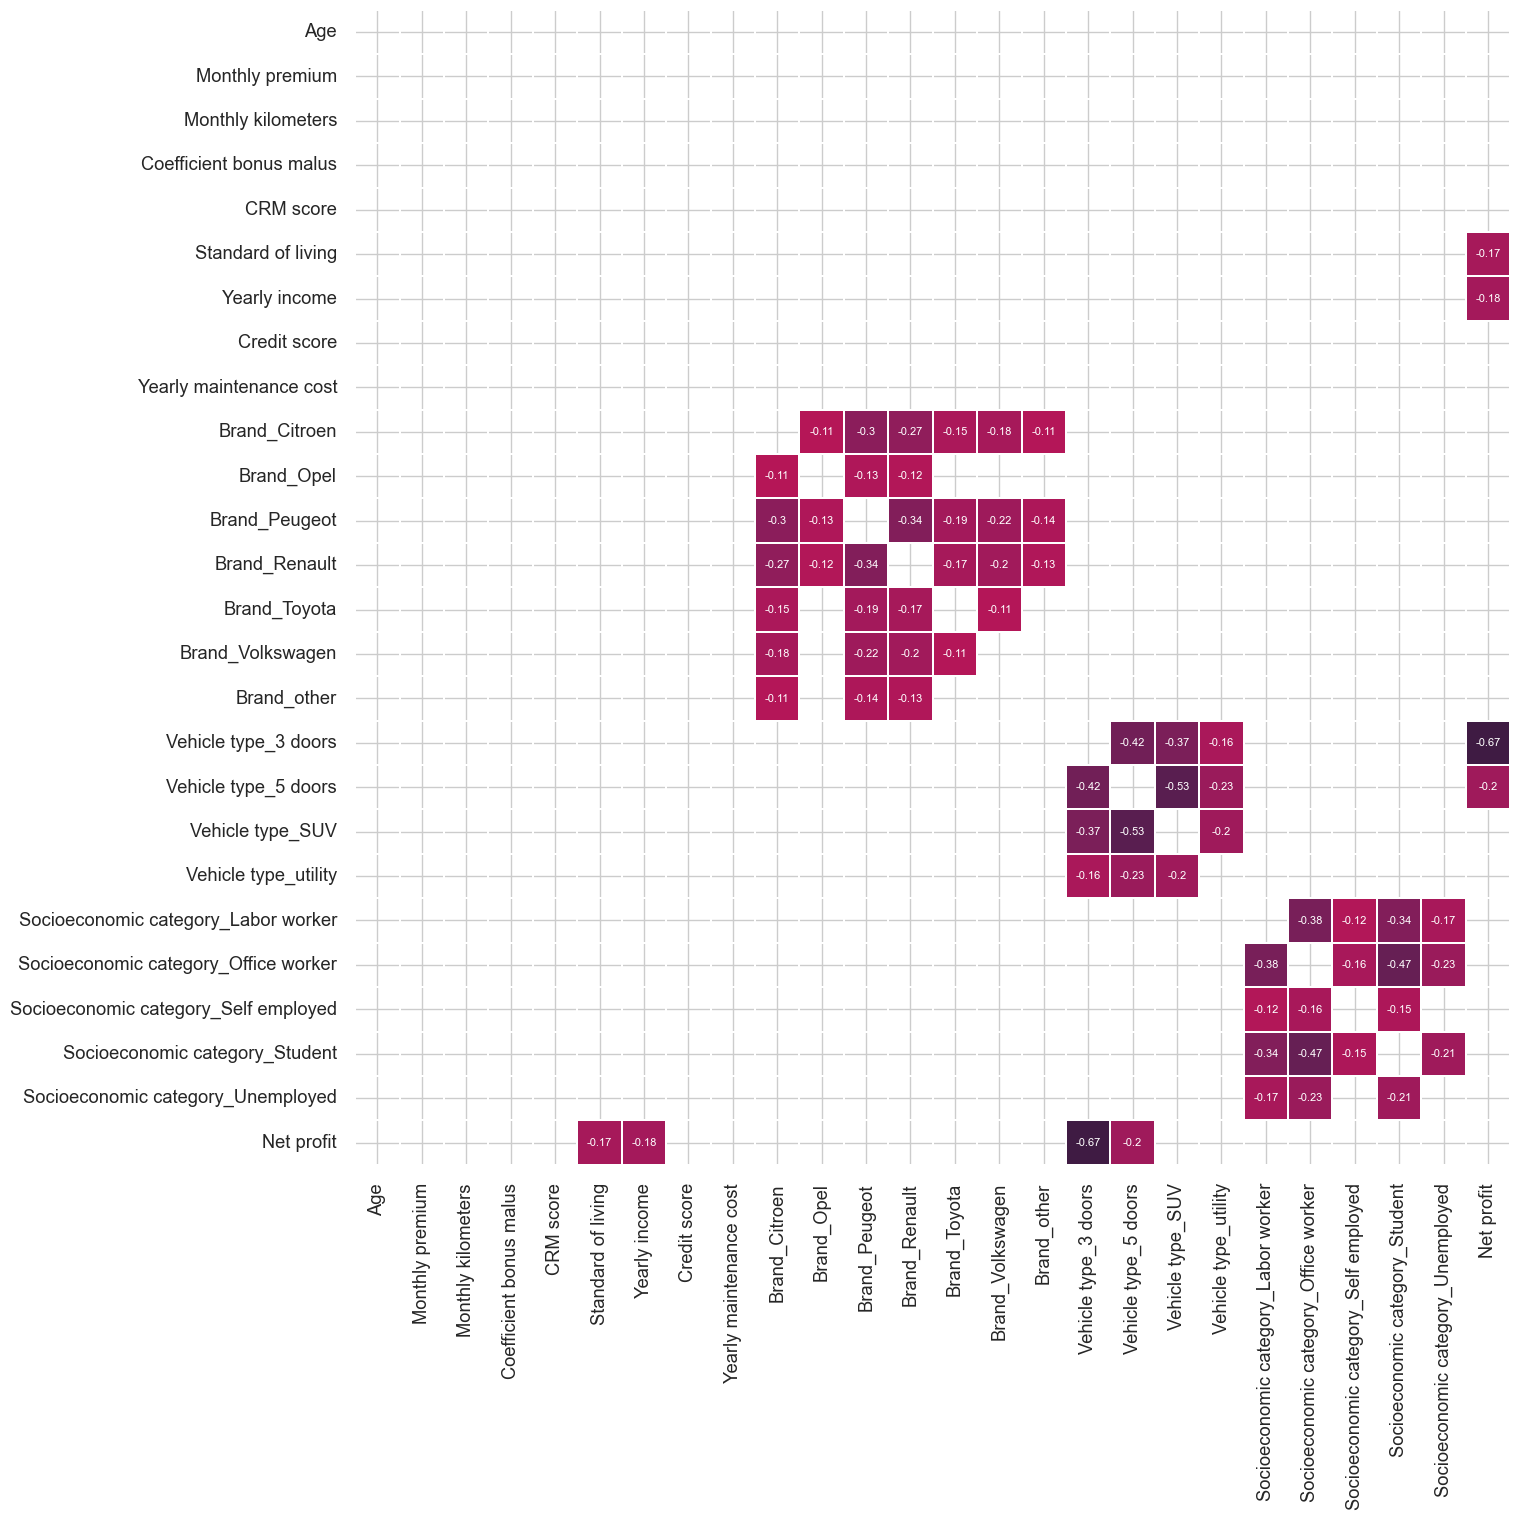 Age
Monthly premium
Monthly kilometers
Coefficient bonus malus
CRM score
Standard of living -0.17
Yearly income -0.18
Credit score
Yearly maintenance cost
Brand_Citroen -0.11 -0.3 -0.27 -0.15 -0.18 -0.11
Brand_Opel -0.11 -0.13 -0.12
Brand_Peugeot -0.3 -0.13 -0.34 -0.19 -0.22 -0.14
Brand_Renault -0.27 -0.12 -0.34 -0.17 -0.2 -0.13
Brand_Toyota -0.15 -0.19 -0.17 -0.11
Brand_Volkswagen -0.18 -0.22 -0.2 -0.11
Brand_other -0.11 -0.14 -0.13
Vehicle type_3 doors -0.42 -0.37 -0.16 -0.67
Vehicle type_5 doors -0.42 -0.53 -0.23 -0.2
Vehicle type_SUV -0.37 -0.53 -0.2
Vehicle type_utility -0.16 -0.23 -0.2
Socioeconomic category_Labor worker -0.38 -0.12 -0.34 -0.17
Socioeconomic category_Office worker -0.38 -0.16 -0.47 -0.23
Socioeconomic category_Self employed -0.12 -0.16 -0.15
Socioeconomic category_Student -0.34 -0.47 -0.15 -0.21
Socioeconomic category_Unemployed -0.17 -0.23 -0.21
Net profit -0.17 -0.18 -0.67 -0.2
Age
Monthly premium
Monthly kilometers
Coefficient bonus malus
CRM score
Standard of living
Yearly income
Credit score
Yearly maintenance cost
Brand_Citroen
Brand_Opel
Brand_Peugeot
Brand_Renault
Brand_Toyota
Brand_Volkswagen
Brand_other
Vehicle type_3 doors
Vehicle type_5 doors
Vehicle type_SUV
Vehicle type_utility
Socioeconomic category_Labor worker
Socioeconomic category_Office worker
Socioeconomic category_Self employed
Socioeconomic category_Student
Socioeconomic category_Unemployed
Net profit